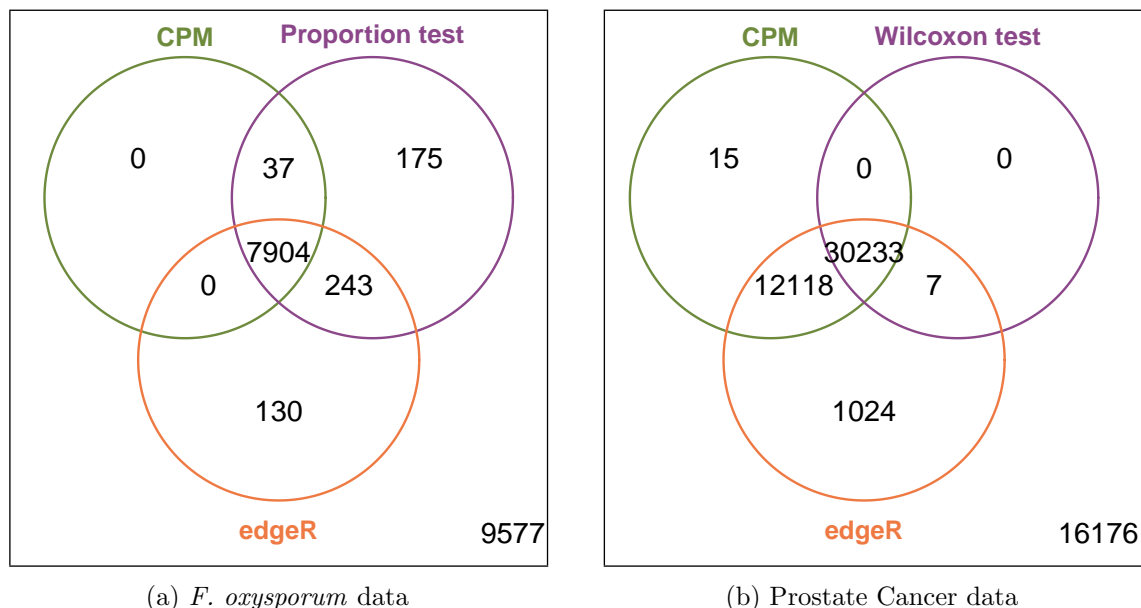 CPM Proportion test
0 37 175
7904
0 243
130
edgeR 9577
(a) F. oxysporum data
CPM Wilcoxon test
15 0 0
30233
12118 7
1024
edgeR 16176
(b) Prostate Cancer data